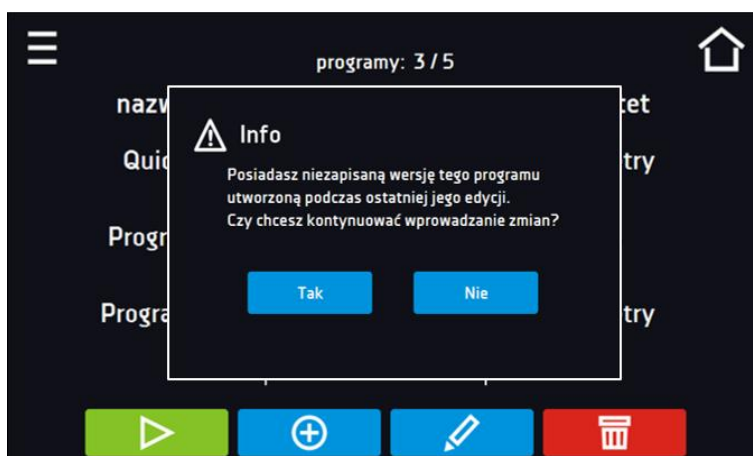 programy: 3 / 5
Info
Posiadasz niezapisaną wersję tego programu
utworzoną podczas ostatniej jego edycji.
Czy chcesz kontynuować wprowadzanie zmian?
Tak
Nie